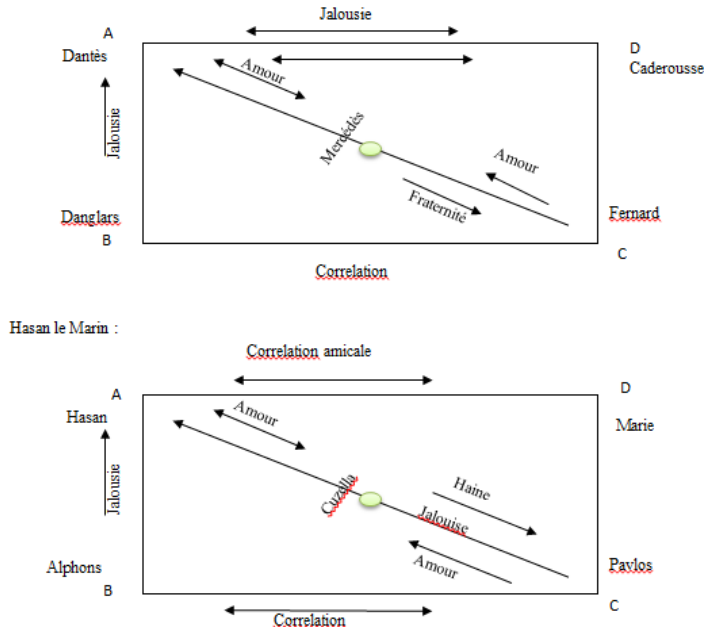 Jalousie
A
D
Dantès
Caderousse
Amour
Jalousie
Mercédès
Amour
Fraternité
Danglars
Fernard
B
C
Correlation
Hasan le Marin :
Correlation amicale
A
D
Hasan
Marie
Amour
Jalousie
Cuzella
Haine
Jalouise
Amour
Alphons
Pavlos
B
C
Correlation